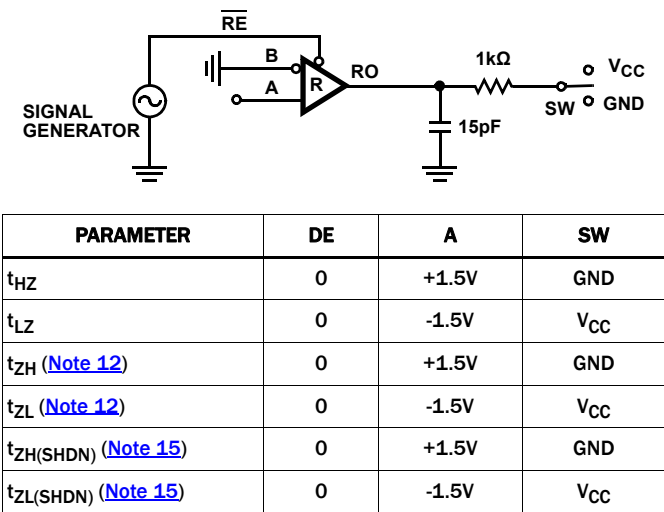 RE
B
A
R
RO
1kΩ
VCC
SW
GND
SIGNAL
GENERATOR
15pF
PARAMETER DE A SW
tHZ 0 +1.5V GND
tLZ 0 -1.5V VCC
tZH (Note 12) 0 +1.5V GND
tZL (Note 12) 0 -1.5V VCC
tZH(SHDN) (Note 15) 0 +1.5V GND
tZL(SHDN) (Note 15) 0 -1.5V VCC